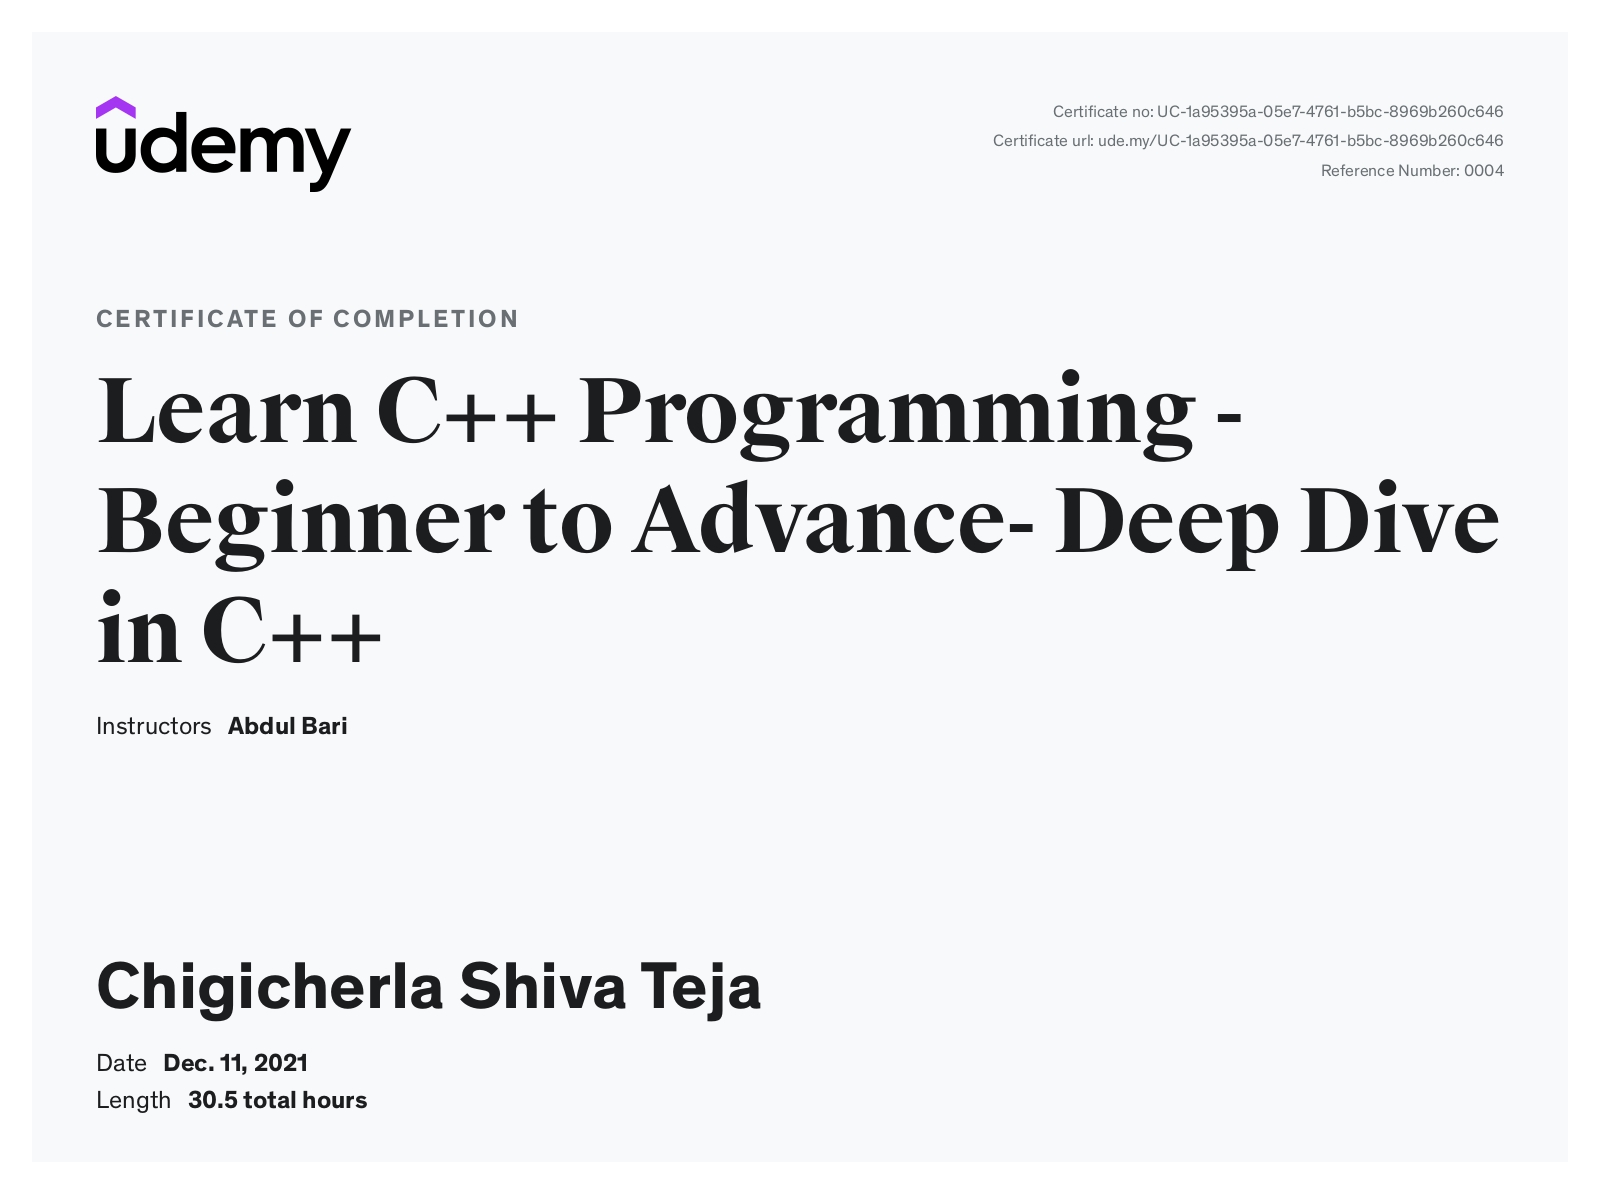 udemy
Certificate no: UC-1a95395a-05e7-4761-b5bc-8969b260c646
Certificate url: ude.my/UC-1a95395a-05e7-4761-b5bc-8969b260c646
Reference Number: 0004
CERTIFICATE OF COMPLETION
Learn C++ Programming -
Beginner to Advance- Deep Dive
in C++
Instructors Abdul Bari
Chigicherla Shiva Teja
Date Dec. 11, 2021
Length 30.5 total hours